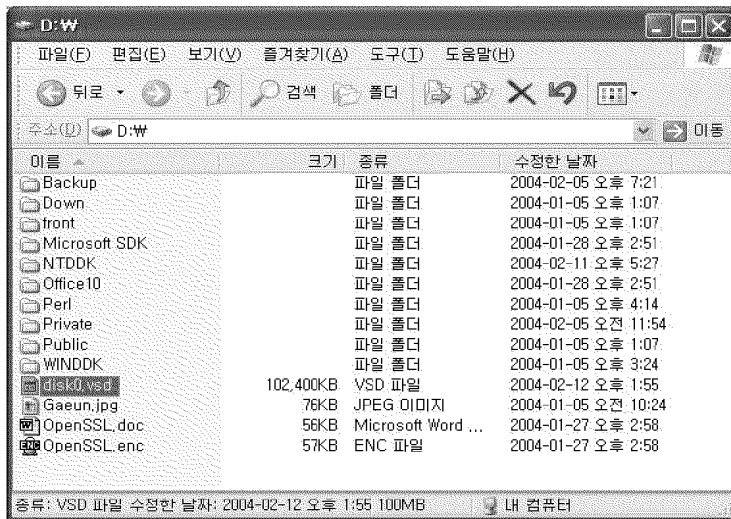 D:₩
파일(F) 편집(E) 보기(V) 즐겨찾기(A) 도구(T) 도움말(H)
뒤로 검색 폴더
주소(D) D:₩ 이동
이름 크기 종류 수정한 날짜
Backup 파일 폴더 2004-02-05 오후 7:21
Down 파일 폴더 2004-01-05 오후 1:07
front 파일 폴더 2004-01-05 오후 1:07
Microsoft SDK 파일 폴더 2004-01-28 오후 2:51
NTDDK 파일 폴더 2004-02-11 오후 5:27
Office10 파일 폴더 2004-01-28 오후 2:51
Perl 파일 폴더 2004-01-05 오후 4:14
Private 파일 폴더 2004-02-05 오전 11:54
Public 파일 폴더 2004-01-05 오후 1:07
WINDDK 파일 폴더 2004-01-05 오후 3:24
disk0.vsd 102,400KB VSD 파일 2004-02-12 오후 1:55
Gaeun.jpg 76KB JPEG 이미지 2004-01-05 오전 10:24
OpenSSL.doc 56KB Microsoft Word ... 2004-01-27 오후 2:58
OpenSSL.enc 57KB ENC 파일 2004-01-27 오후 2:58
종류: VSD 파일 수정한 날짜: 2004-02-12 오후 1:55 100MB 내 컴퓨터